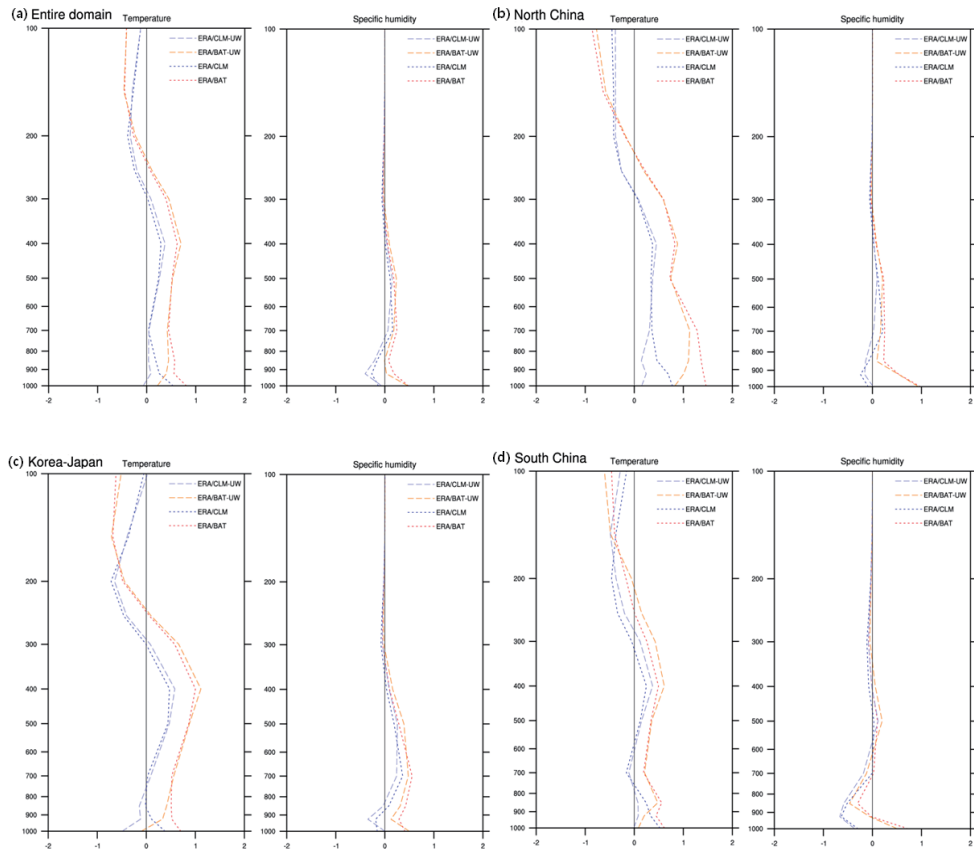 (a) Entire domain
Temperature
ERA/CLM-UW
ERA/BAT-UW
ERA/CLM
ERA/BAT
100
200
300
400
500
600
700
800
900
1000
-2 -1 0 1 2
Specific humidity
ERA/CLM-UW
ERA/BAT-UW
ERA/CLM
ERA/BAT
100
200
300
400
500
600
700
800
900
1000
-2 -1 0 1 2
(b) North China
Temperature
ERA/CLM-UW
ERA/BAT-UW
ERA/CLM
ERA/BAT
100
200
300
400
500
600
700
800
900
1000
-2 -1 0 1 2
Specific humidity
ERA/CLM-UW
ERA/BAT-UW
ERA/CLM
ERA/BAT
100
200
300
400
500
600
700
800
900
1000
-2 -1 0 1 2
(c) Korea-Japan
Temperature
ERA/CLM-UW
ERA/BAT-UW
ERA/CLM
ERA/BAT
100
200
300
400
500
600
700
800
900
1000
-2 -1 0 1 2
Specific humidity
ERA/CLM-UW
ERA/BAT-UW
ERA/CLM
ERA/BAT
100
200
300
400
500
600
700
800
900
1000
-2 -1 0 1 2
(d) South China
Temperature
ERA/CLM-UW
ERA/BAT-UW
ERA/CLM
ERA/BAT
100
200
300
400
500
600
700
800
900
1000
-2 -1 0 1 2
Specific humidity
ERA/CLM-UW
ERA/BAT-UW
ERA/CLM
ERA/BAT
100
200
300
400
500
600
700
800
900
1000
-2 -1 0 1 2